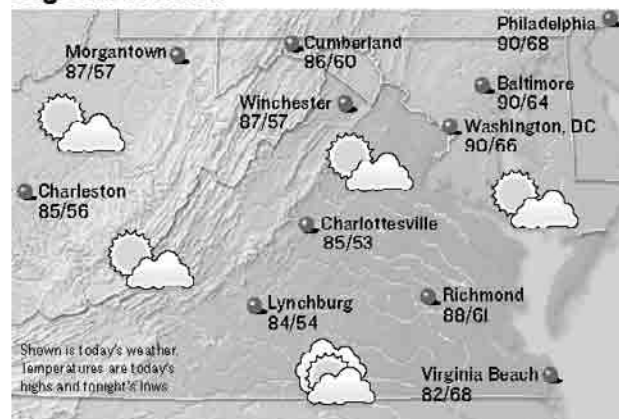 Philadelphia
90/68
Morgantown
87/57
Cumberland
86/60
Baltimore
90/64
Winchester
87/57
Washington, DC
90/66
Charleston
85/56
Charlottesville
85/53
Lynchburg
84/54
Richmond
88/61
Shown is today's weather.
Temperatures are today's
highs and tonight's lows
Virginia Beach
82/68